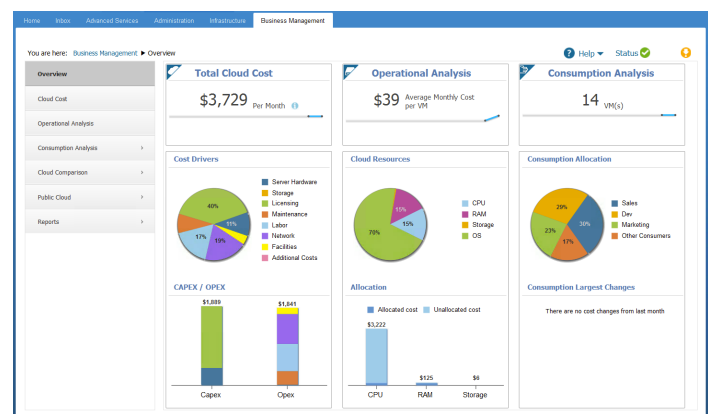 Home Inbox Advanced Services Administration Infrastructure Business Management
You are here: Business Management ▶ Overview
? Help ▼ Status
Overview
Cloud Cost
Operational Analysis
Consumption Analysis
Cloud Comparison
Public Cloud
Reports
Total Cloud Cost
$3,729 Per Month i
Operational Analysis
$39 Average Monthly Cost
per VM
Consumption Analysis
14 VM(s)
Cost Drivers
40%
11%
19%
17%
Server Hardware
Storage
Licensing
Maintenance
Labor
Network
Facilities
Additional Costs
Cloud Resources
15%
15%
70%
CPU
RAM
Storage
OS
Consumption Allocation
29%
30%
23%
17%
Sales
Dev
Marketing
Other Consumers
CAPEX / OPEX
$1,889
$1,841
Capex Opex
Allocation
Allocated cost Unallocated cost
$3,222
$125
$6
CPU RAM Storage
Consumption Largest Changes
There are no cost changes from last month